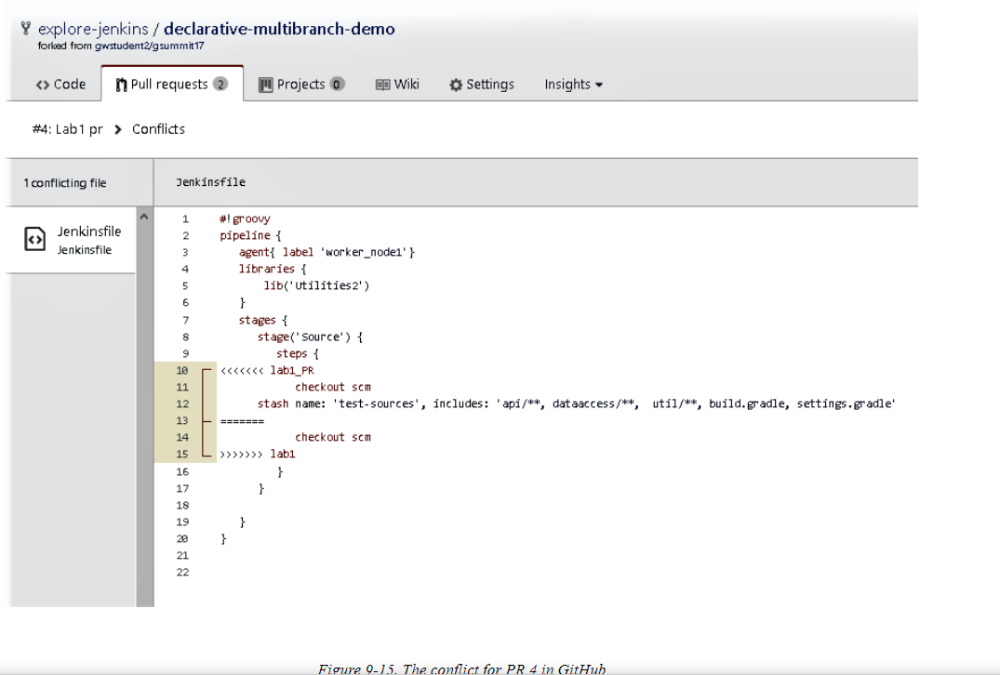 explore-jenkins / declarative-multibranch-demo
forked from gwstudent2/gsummit17
<> Code Pull requests 2 Projects 0 Wiki Settings Insights
#4: Lab1 pr > Conflicts
1 conflicting file
Jenkinsfile
Jenkinsfile
Jenkinsfile
1 #!groovy
2 pipeline {
3 agent{ label 'worker_node1'}
4 libraries {
5 lib('Utilities2')
6 }
7 stages {
8 stage('Source') {
9 steps {
10 <<<<<<< lab1_PR
11 checkout scm
12 stash name: 'test-sources', includes: 'api/**, dataaccess/**, util/**, build.gradle, settings.gradle'
13 =======
14 checkout scm
15 >>>>>>> lab1
16 }
17 }
18
19 }
20 }
21
22
Figure 9-15. The conflict for PR 4 in GitHub